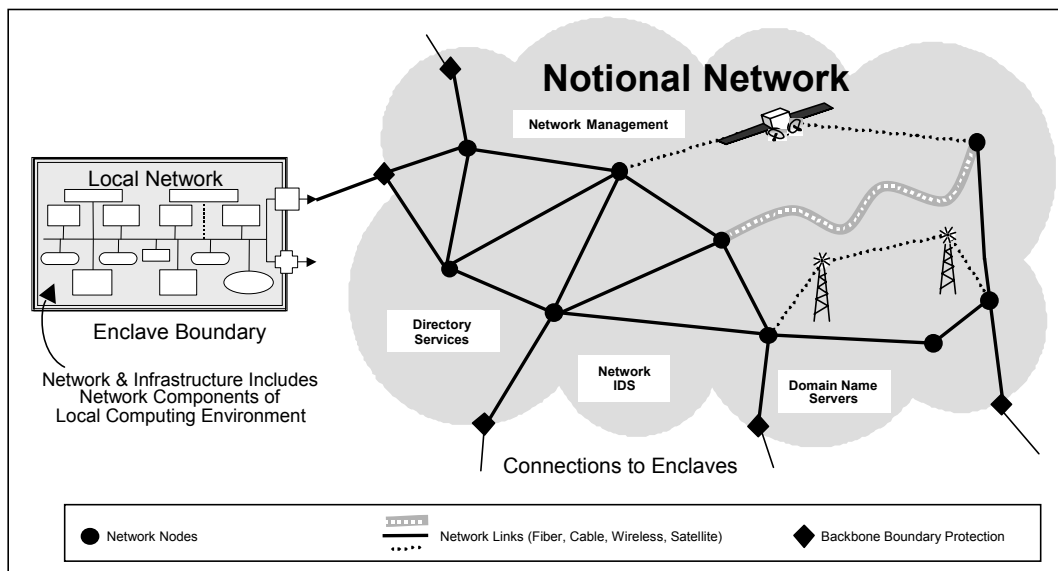 Notional Network
Network Management
Local Network
Enclave Boundary
Network & Infrastructure Includes
Network Components of
Local Computing Environment
Directory
Services
Network
IDS
Domain Name
Servers
Connections to Enclaves
Network Nodes
Network Links (Fiber, Cable, Wireless, Satellite)
Backbone Boundary Protection